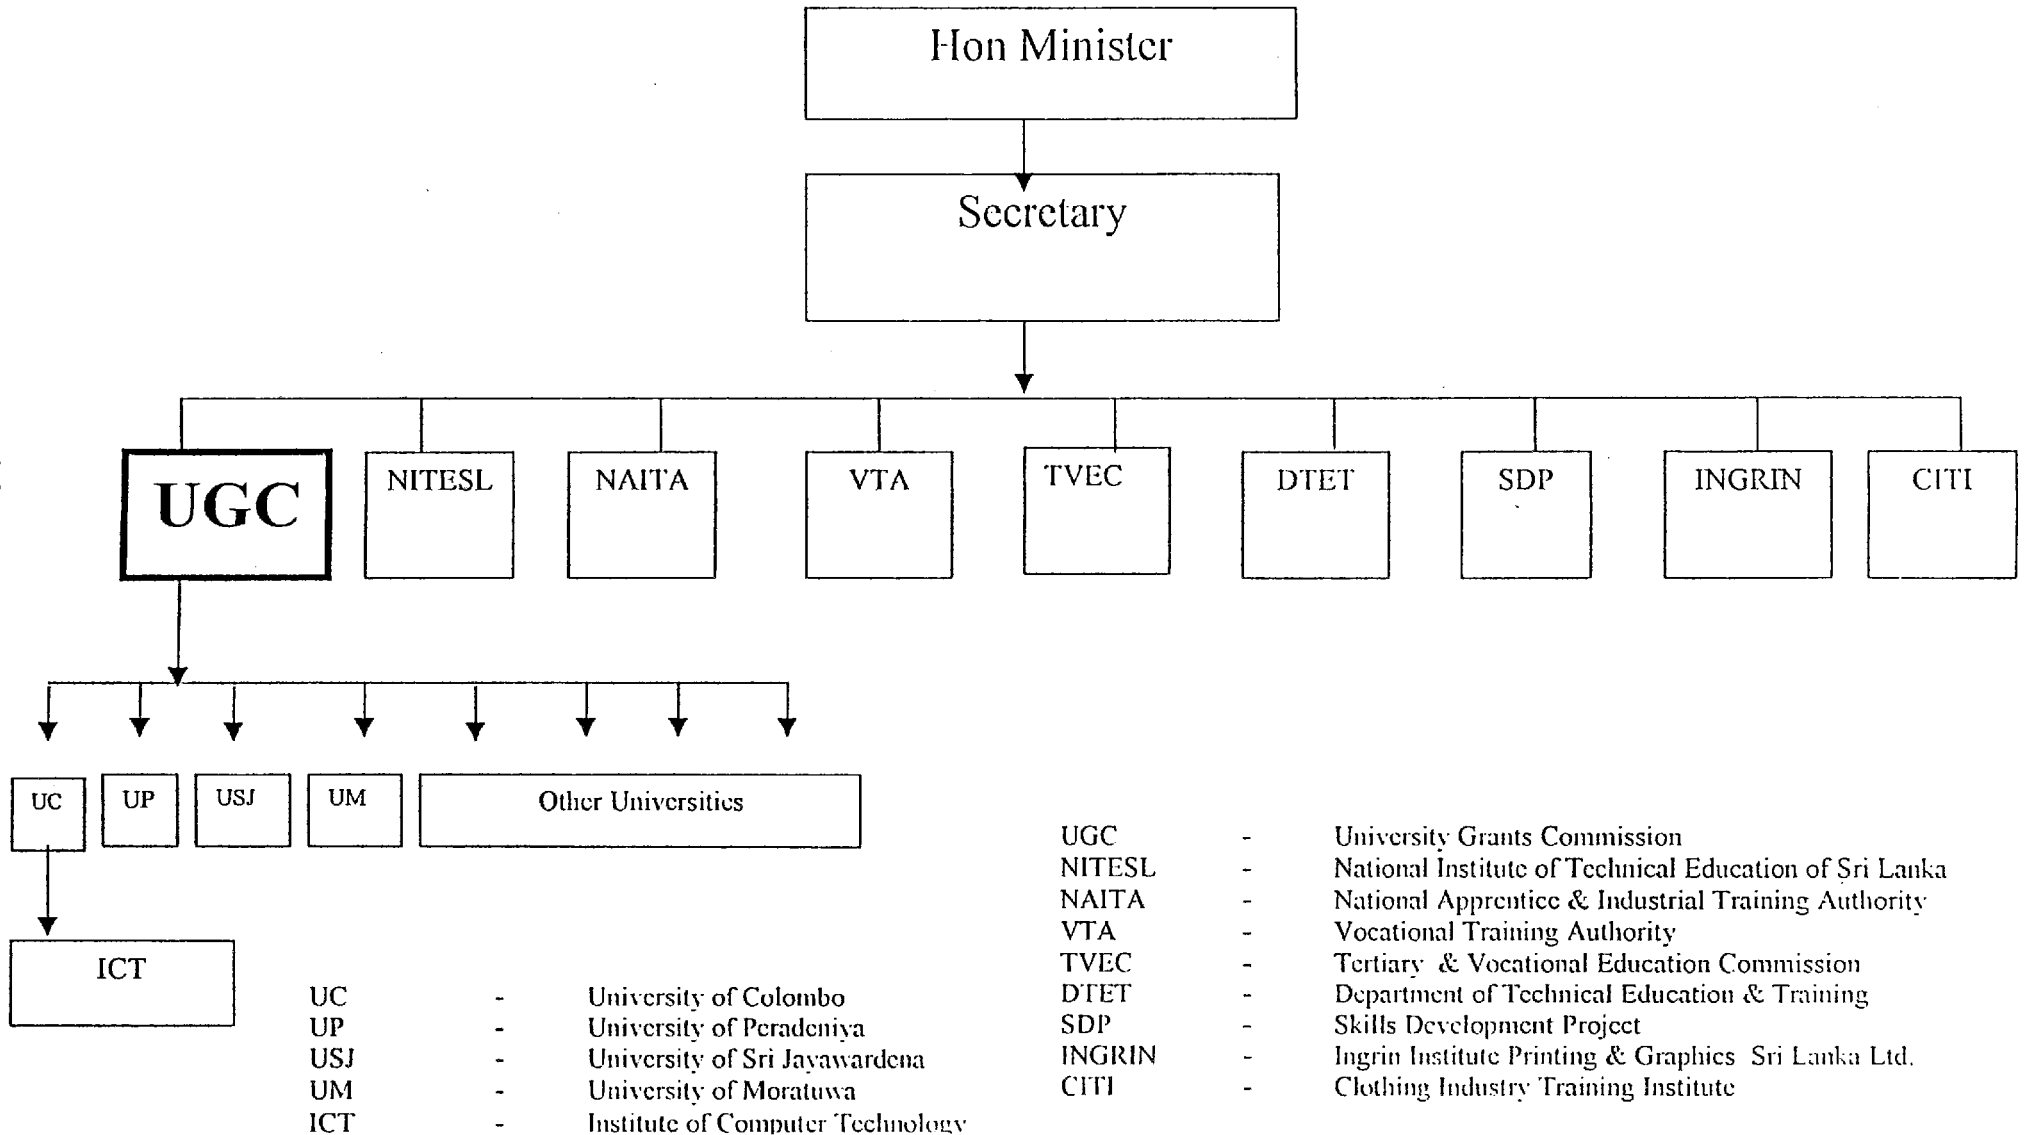 Hon Minister
Secretary
UGC
NITESL
NAITA
VTA
TVEC
DTET
SDP
INGRIN
CITI
UC
UP
USJ
UM
Other Universities
ICT
UGC - University Grants Commission
NITESL - National Institute of Technical Education of Sri Lanka
NAITA - National Apprentice & Industrial Training Authority
VTA - Vocational Training Authority
TVEC - Tertiary & Vocational Education Commission
DTET - Department of Technical Education & Training
SDP - Skills Development Project
INGRIN - Ingrin Institute Printing & Graphics Sri Lanka Ltd.
CITI - Clothing Industry Training Institute
UC - University of Colombo
UP - University of Peradeniya
USJ - University of Sri Jayawardena
UM - University of Moratuwa
ICT - Institute of Computer Technology